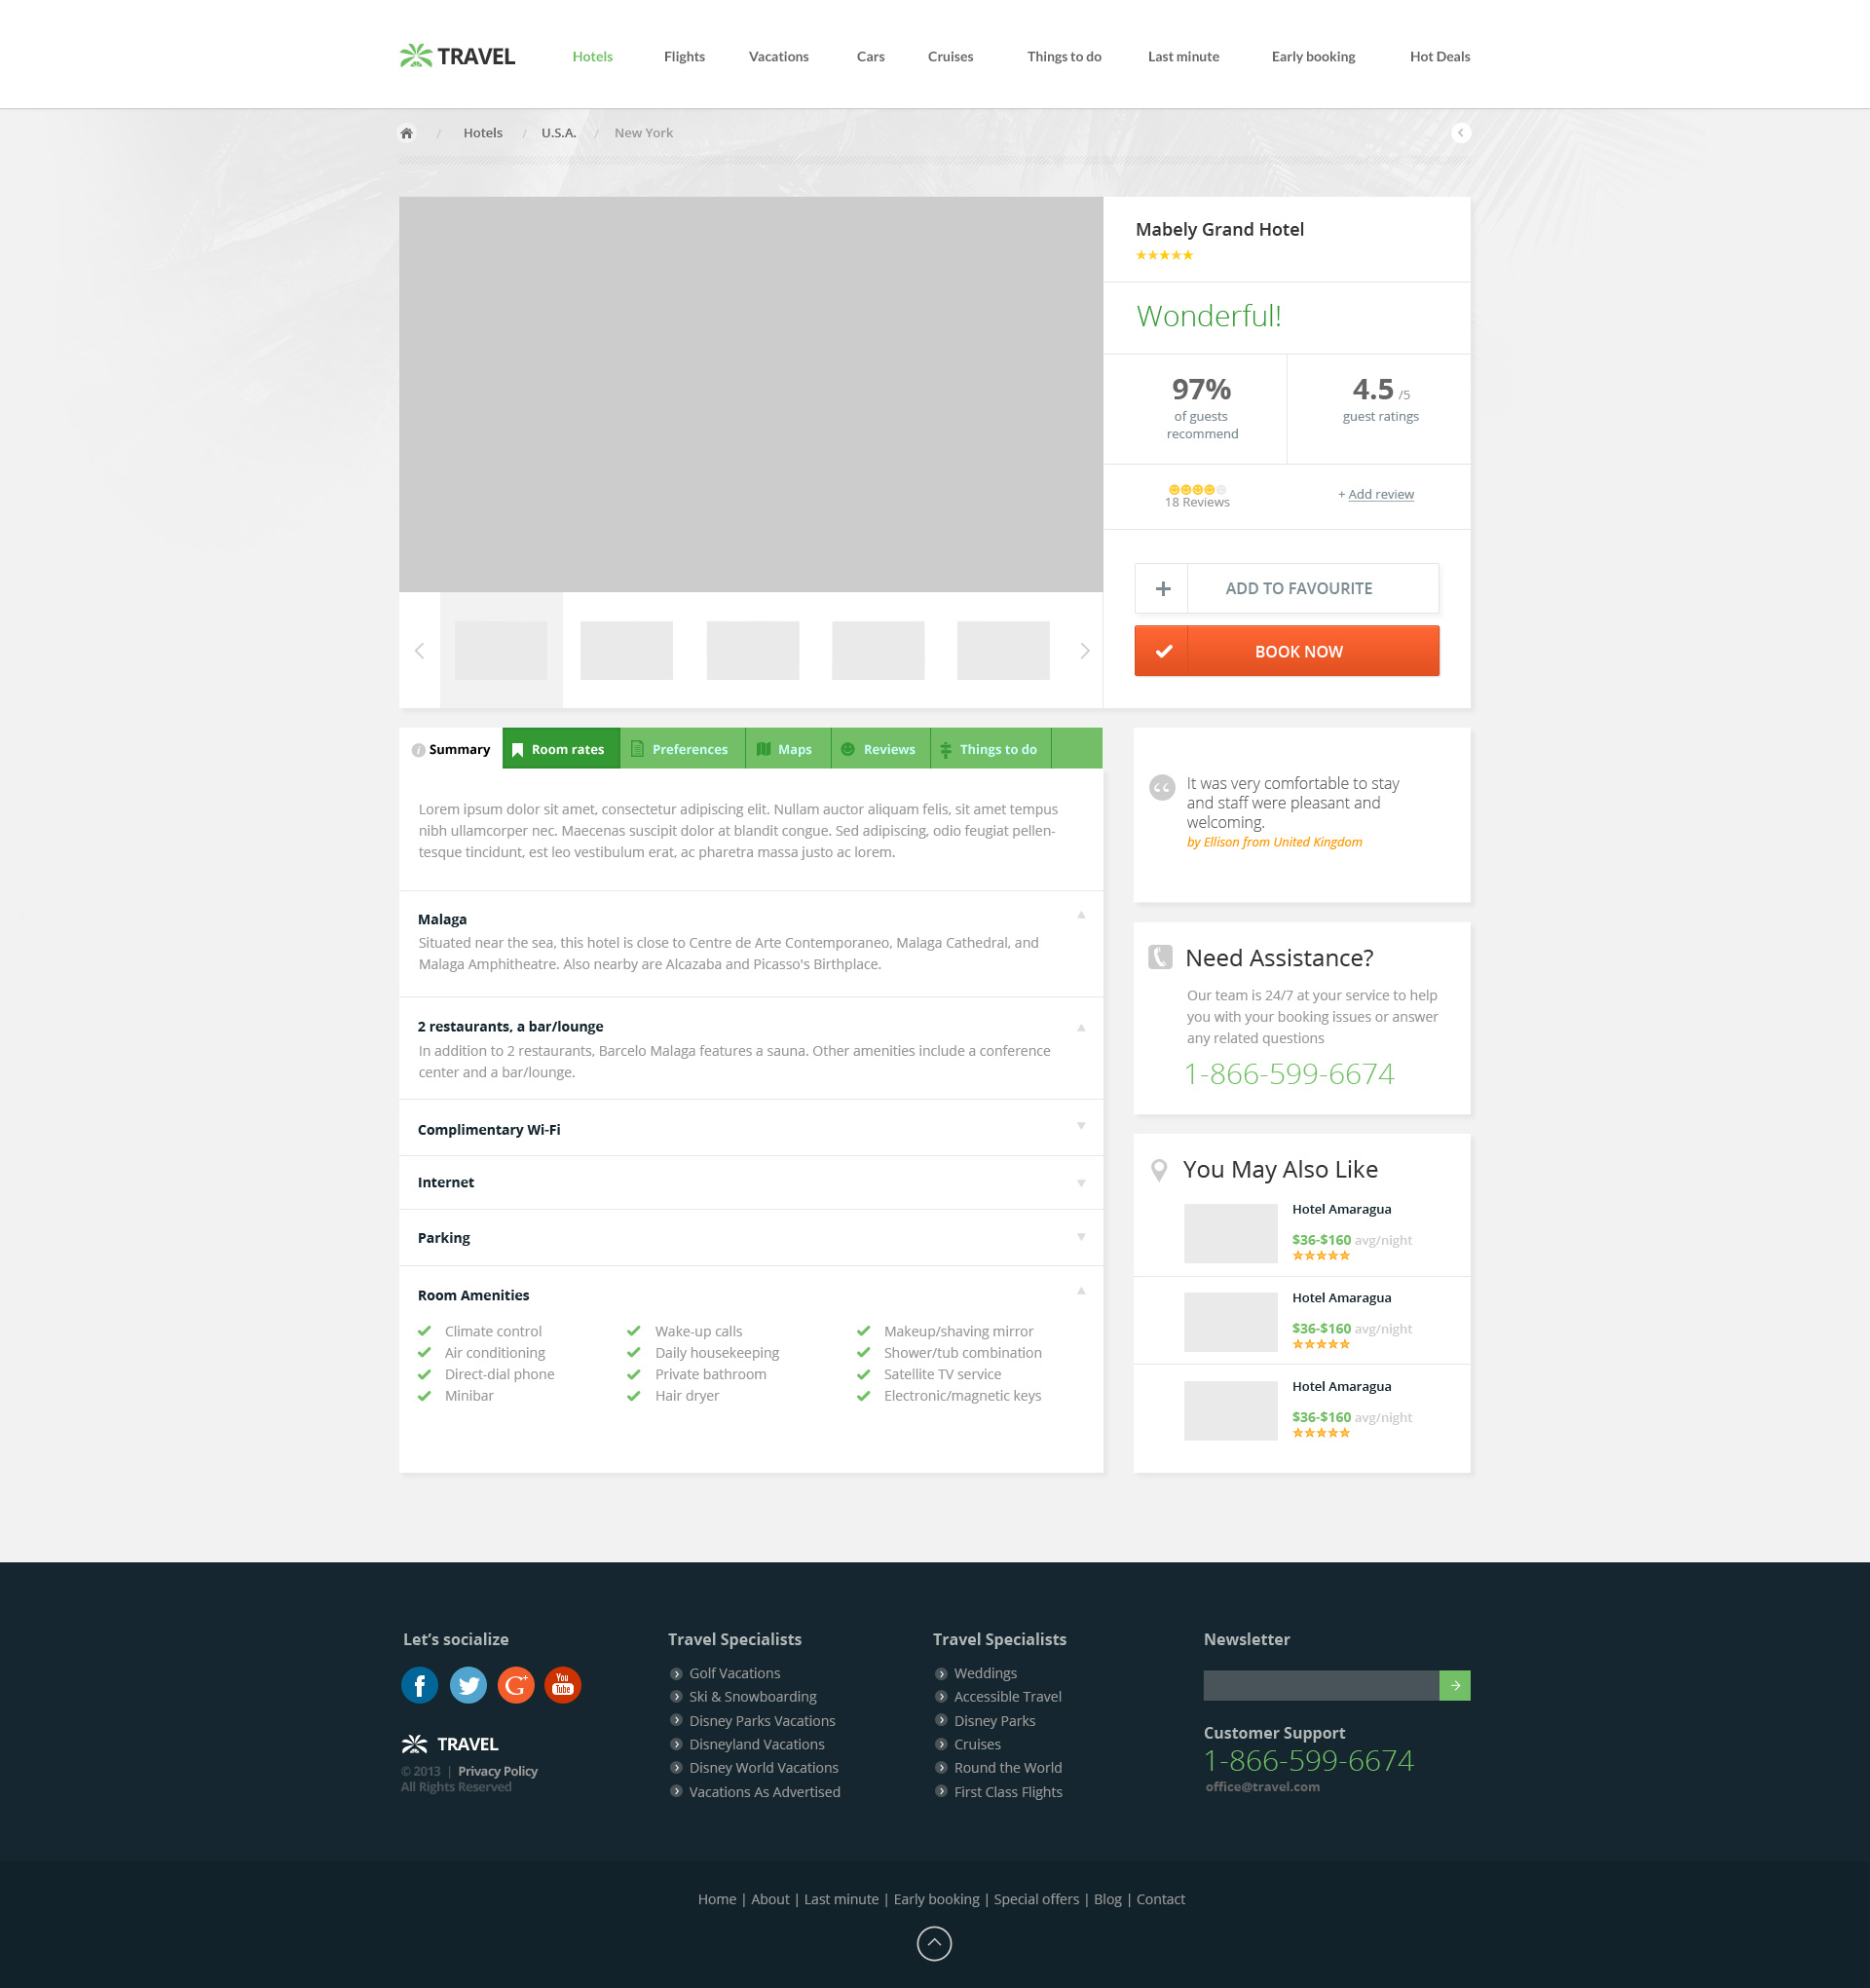 TRAVEL
Hotels Flights Vacations Cars Cruises Things to do Last minute Early booking Hot Deals
/ Hotels / U.S.A. / New York
Mabely Grand Hotel
Wonderful!
97%
of guests
recommend
4.5 /5
guest ratings
18 Reviews
+ Add review
ADD TO FAVOURITE
BOOK NOW
Summary Room rates Preferences Maps Reviews Things to do
Lorem ipsum dolor sit amet, consectetur adipiscing elit. Nullam auctor aliquam felis, sit amet tempus
nibh ullamcorper nec. Maecenas suscipit dolor at blandit congue. Sed adipiscing, odio feugiat pellen-
tesque tincidunt, est leo vestibulum erat, ac pharetra massa justo ac lorem.
Malaga
Situated near the sea, this hotel is close to Centre de Arte Contemporaneo, Malaga Cathedral, and
Malaga Amphitheatre. Also nearby are Alcazaba and Picasso's Birthplace.
2 restaurants, a bar/lounge
In addition to 2 restaurants, Barcelo Malaga features a sauna. Other amenities include a conference
center and a bar/lounge.
Complimentary Wi-Fi
Internet
Parking
Room Amenities
Climate control
Air conditioning
Direct-dial phone
Minibar
Wake-up calls
Daily housekeeping
Private bathroom
Hair dryer
Makeup/shaving mirror
Shower/tub combination
Satellite TV service
Electronic/magnetic keys
It was very comfortable to stay
and staff were pleasant and
welcoming.
by Ellison from United Kingdom
Need Assistance?
Our team is 24/7 at your service to help
you with your booking issues or answer
any related questions
1-866-599-6674
You May Also Like
Hotel Amaragua
$36-$160 avg/night
Hotel Amaragua
$36-$160 avg/night
Hotel Amaragua
$36-$160 avg/night
Let’s socialize
f G+ You Tube
TRAVEL
© 2013 | Privacy Policy
All Rights Reserved
Travel Specialists
Golf Vacations
Ski & Snowboarding
Disney Parks Vacations
Disneyland Vacations
Disney World Vacations
Vacations As Advertised
Travel Specialists
Weddings
Accessible Travel
Disney Parks
Cruises
Round the World
First Class Flights
Newsletter
Customer Support
1-866-599-6674
office@travel.com
Home | About | Last minute | Early booking | Special offers | Blog | Contact